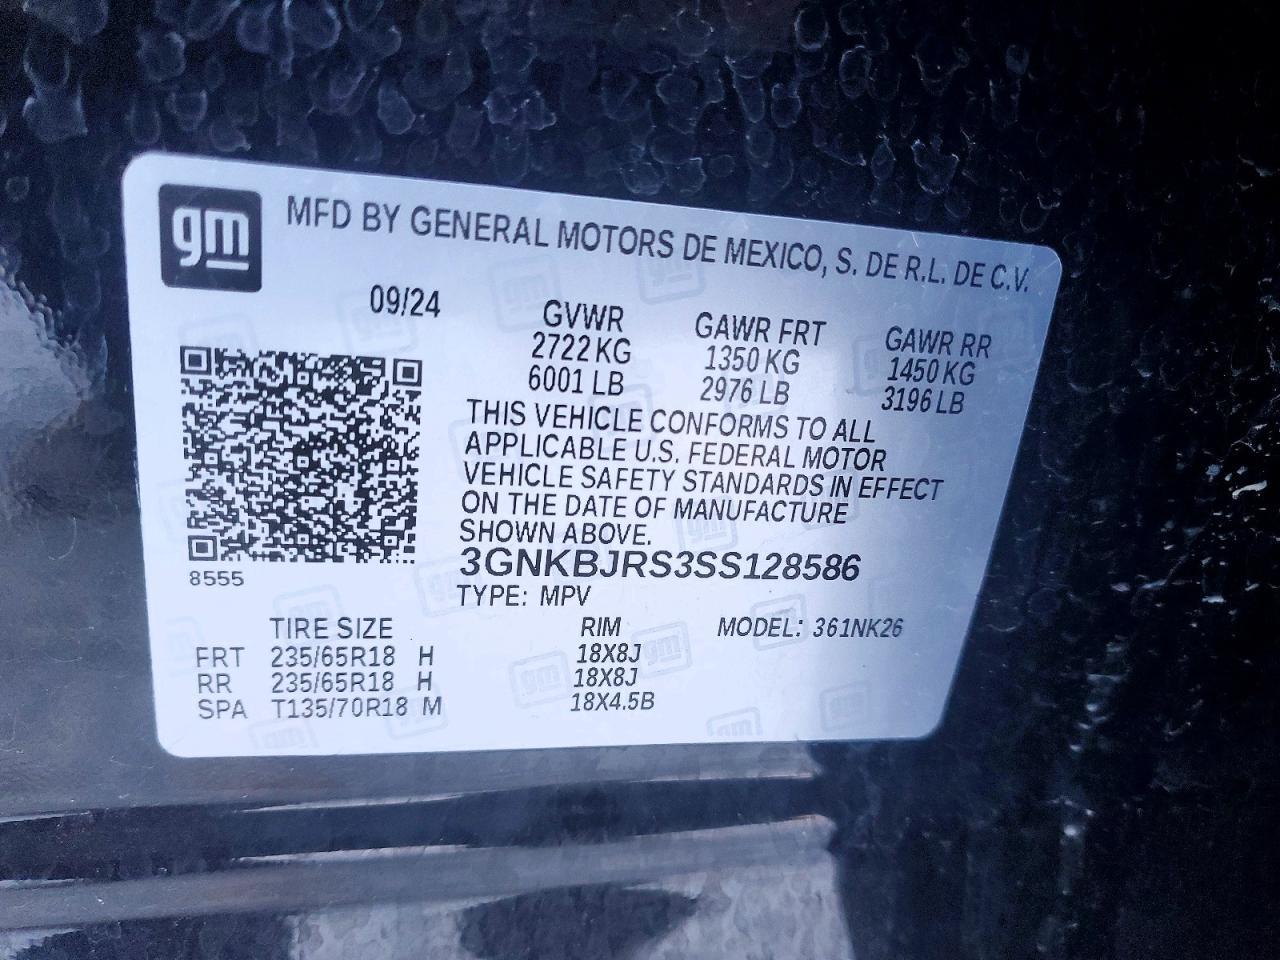 gm MFD BY GENERAL MOTORS DE MEXICO, S. DE R.L. DE C.V.
09/24 GVWR GAWR FRT GAWR RR
2722 KG 1350 KG 1450 KG
6001 LB 2976 LB 3196 LB
THIS VEHICLE CONFORMS TO ALL
APPLICABLE U.S. FEDERAL MOTOR
VEHICLE SAFETY STANDARDS IN EFFECT
ON THE DATE OF MANUFACTURE
SHOWN ABOVE.
3GNKBJRS3SS128586
8555
TYPE: MPV
TIRE SIZE RIM MODEL: 361NK26
FRT 235/65R18 H 18X8J
RR 235/65R18 H 18X8J
SPA T135/70R18 M 18X4.5B